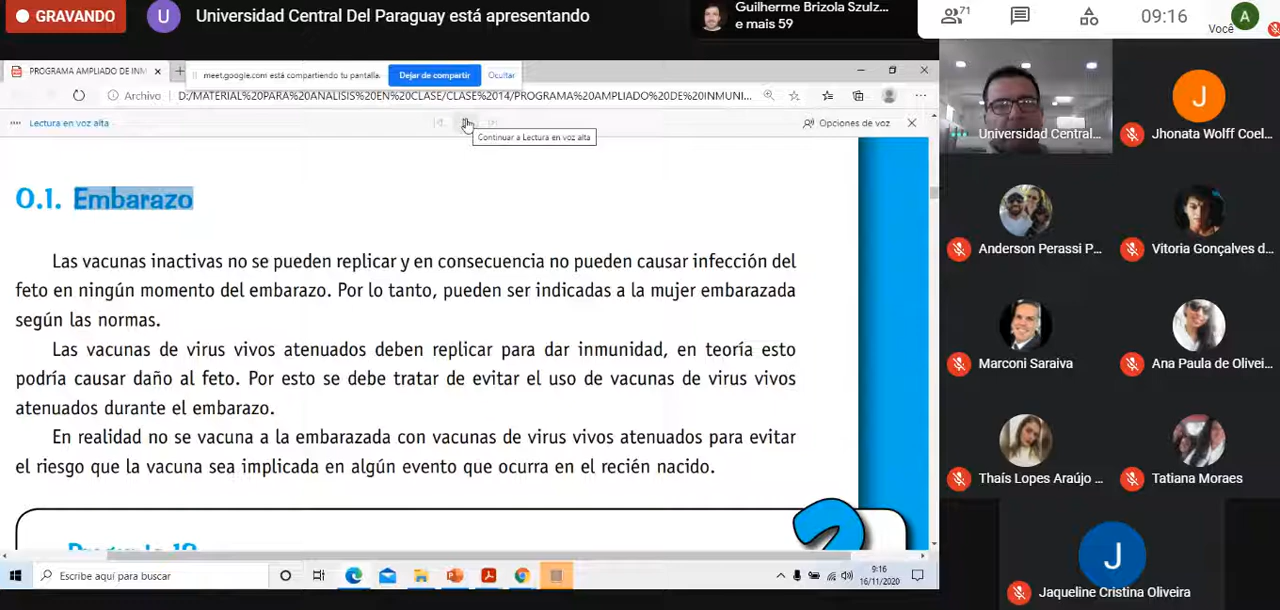 GRAVANDO
U
Universidad Central Del Paraguay está apresentando
Guilherme Brizola Szulz...
e mais 59
71
09:16
Você
A
PROGRAMA AMPLIADO DE INM
meet.google.com está compartiendo tu pantalla.
Dejar de compartir
Ocultar
Archivo
D:/MATERIAL%20PARA%20ANALISIS%20EN%20CLASE/CLASE%2014/PROGRAMA%20AMPLIADO%20DE%20INMUNI...
Lectura en voz alta
Continuar a Lectura en voz alta
Opciones de voz
O.1. Embarazo
Las vacunas inactivas no se pueden replicar y en consecuencia no pueden causar infección del
feto en ningún momento del embarazo. Por lo tanto, pueden ser indicadas a la mujer embarazada
según las normas.
Las vacunas de virus vivos atenuados deben replicar para dar inmunidad, en teoría esto
podría causar daño al feto. Por esto se debe tratar de evitar el uso de vacunas de virus vivos
atenuados durante el embarazo.
En realidad no se vacuna a la embarazada con vacunas de virus vivos atenuados para evitar
el riesgo que la vacuna sea implicada en algún evento que ocurra en el recién nacido.
Pregunta 19
Escribe aquí para buscar
9:16
16/11/2020
Universidad Central...
J
Jhonata Wolff Coel...
Anderson Perassi P...
Vitoria Gonçalves d...
Marconi Saraiva
Ana Paula de Olivei...
Thaís Lopes Araújo ...
Tatiana Moraes
J
Jaqueline Cristina Oliveira